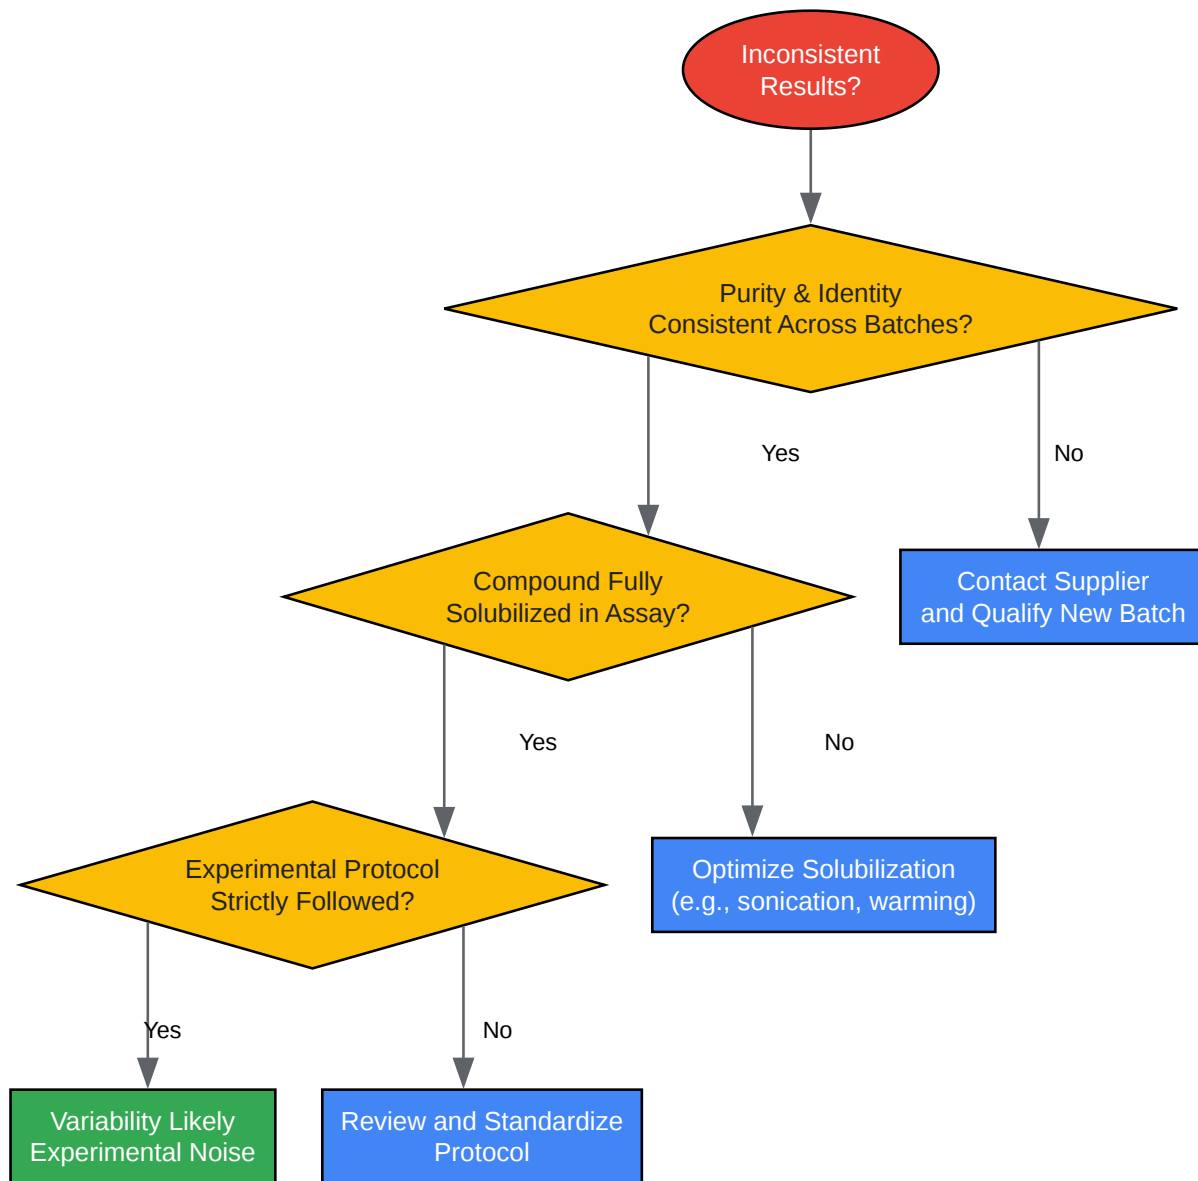 Inconsistent
Results?
Purity & Identity
Consistent Across Batches?
Yes
No
Compound Fully
Solubilized in Assay?
Contact Supplier
and Qualify New Batch
Yes
No
Experimental Protocol
Strictly Followed?
Optimize Solubilization
(e.g., sonication, warming)
Yes
No
Variability Likely
Experimental Noise
Review and Standardize
Protocol